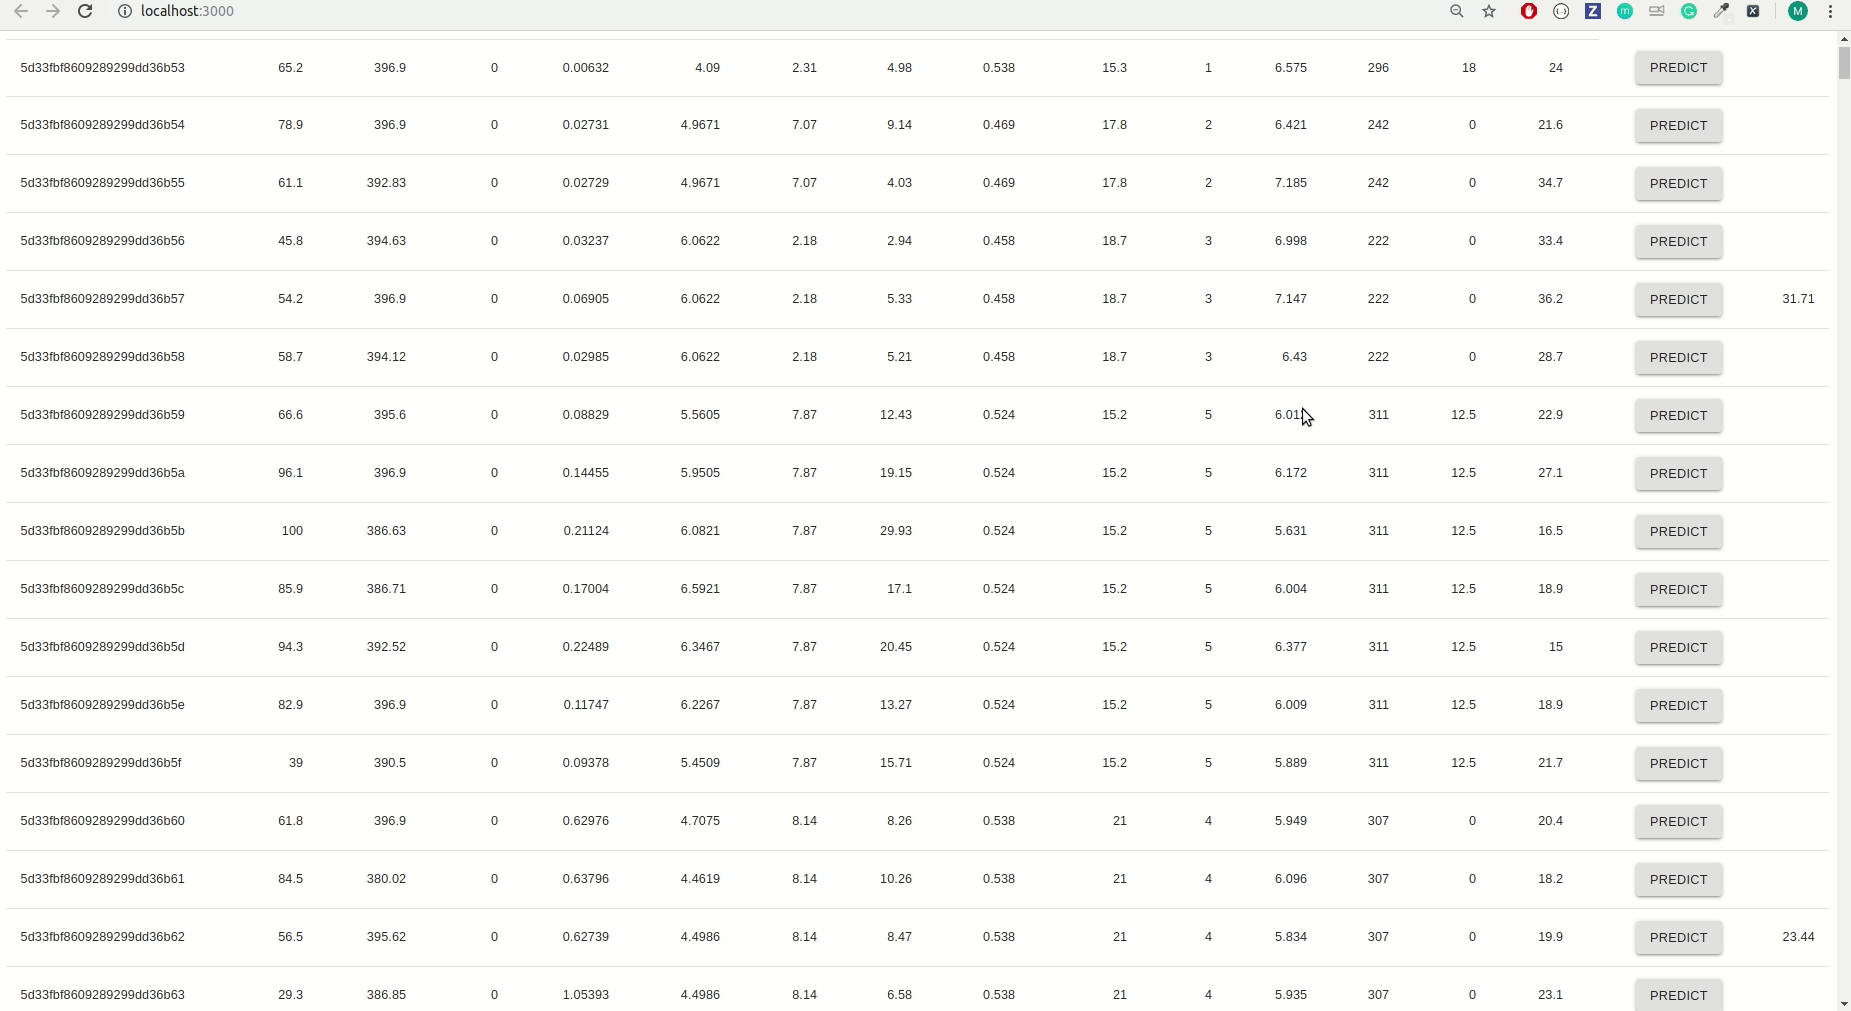 localhost:3000
5d33fbf8609289299dd36b53 65.2 396.9 0 0.00632 4.09 2.31 4.98 0.538 15.3 1 6.575 296 18 24 PREDICT
5d33fbf8609289299dd36b54 78.9 396.9 0 0.02731 4.9671 7.07 9.14 0.469 17.8 2 6.421 242 0 21.6 PREDICT
5d33fbf8609289299dd36b55 61.1 392.83 0 0.02729 4.9671 7.07 4.03 0.469 17.8 2 7.185 242 0 34.7 PREDICT
5d33fbf8609289299dd36b56 45.8 394.63 0 0.03237 6.0622 2.18 2.94 0.458 18.7 3 6.998 222 0 33.4 PREDICT
5d33fbf8609289299dd36b57 54.2 396.9 0 0.06905 6.0622 2.18 5.33 0.458 18.7 3 7.147 222 0 36.2 PREDICT 31.71
5d33fbf8609289299dd36b58 58.7 394.12 0 0.02985 6.0622 2.18 5.21 0.458 18.7 3 6.43 222 0 28.7 PREDICT
5d33fbf8609289299dd36b59 66.6 395.6 0 0.08829 5.5605 7.87 12.43 0.524 15.2 5 311 12.5 22.9 PREDICT
5d33fbf8609289299dd36b5a 96.1 396.9 0 0.14455 5.9505 7.87 19.15 0.524 15.2 5 6.172 311 12.5 27.1 PREDICT
5d33fbf8609289299dd36b5b 100 386.63 0 0.21124 6.0821 7.87 29.93 0.524 15.2 5 5.631 311 12.5 16.5 PREDICT
5d33fbf8609289299dd36b5c 85.9 386.71 0 0.17004 6.5921 7.87 17.1 0.524 15.2 5 6.004 311 12.5 18.9 PREDICT
5d33fbf8609289299dd36b5d 94.3 392.52 0 0.22489 6.3467 7.87 20.45 0.524 15.2 5 6.377 311 12.5 15 PREDICT
5d33fbf8609289299dd36b5e 82.9 396.9 0 0.11747 6.2267 7.87 13.27 0.524 15.2 5 6.009 311 12.5 18.9 PREDICT
5d33fbf8609289299dd36b5f 39 390.5 0 0.09378 5.4509 7.87 15.71 0.524 15.2 5 5.889 311 12.5 21.7 PREDICT
5d33fbf8609289299dd36b60 61.8 396.9 0 0.62976 4.7075 8.14 8.26 0.538 21 4 5.949 307 0 20.4 PREDICT
5d33fbf8609289299dd36b61 84.5 380.02 0 0.63796 4.4619 8.14 10.26 0.538 21 4 6.096 307 0 18.2 PREDICT
5d33fbf8609289299dd36b62 56.5 395.62 0 0.62739 4.4986 8.14 8.47 0.538 21 4 5.834 307 0 19.9 PREDICT 23.44
5d33fbf8609289299dd36b63 29.3 386.85 0 1.05393 4.4986 8.14 6.58 0.538 21 4 5.935 307 0 23.1 PREDICT